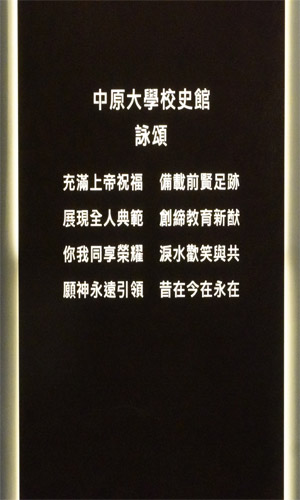 中原大學校史館
詠頌
充滿上帝祝福　備載前賢足跡
展現全人典範　創締教育新猷
你我同享榮耀　淚水歡笑與共
願神永遠引領　昔在今在永在